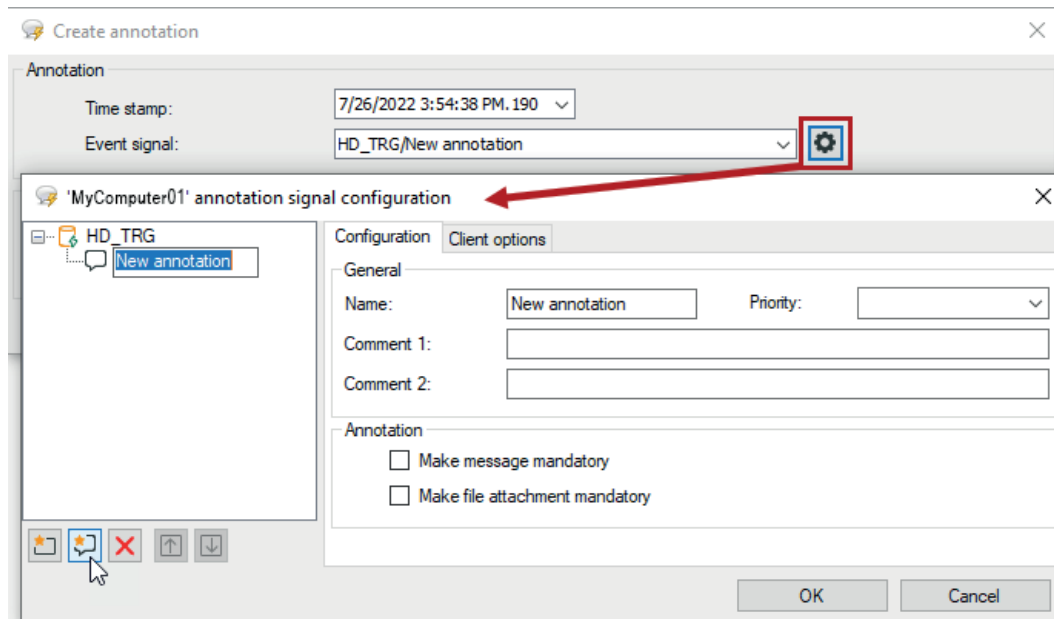 Create annotation
Annotation
Time stamp: 7/26/2022 3:54:38 PM.190
Event signal: HD_TRG/New annotation
'MyComputer01' annotation signal configuration
HD_TRG
New annotation
Configuration Client options
General
Name: New annotation Priority:
Comment 1:
Comment 2:
Annotation
Make message mandatory
Make file attachment mandatory
OK Cancel